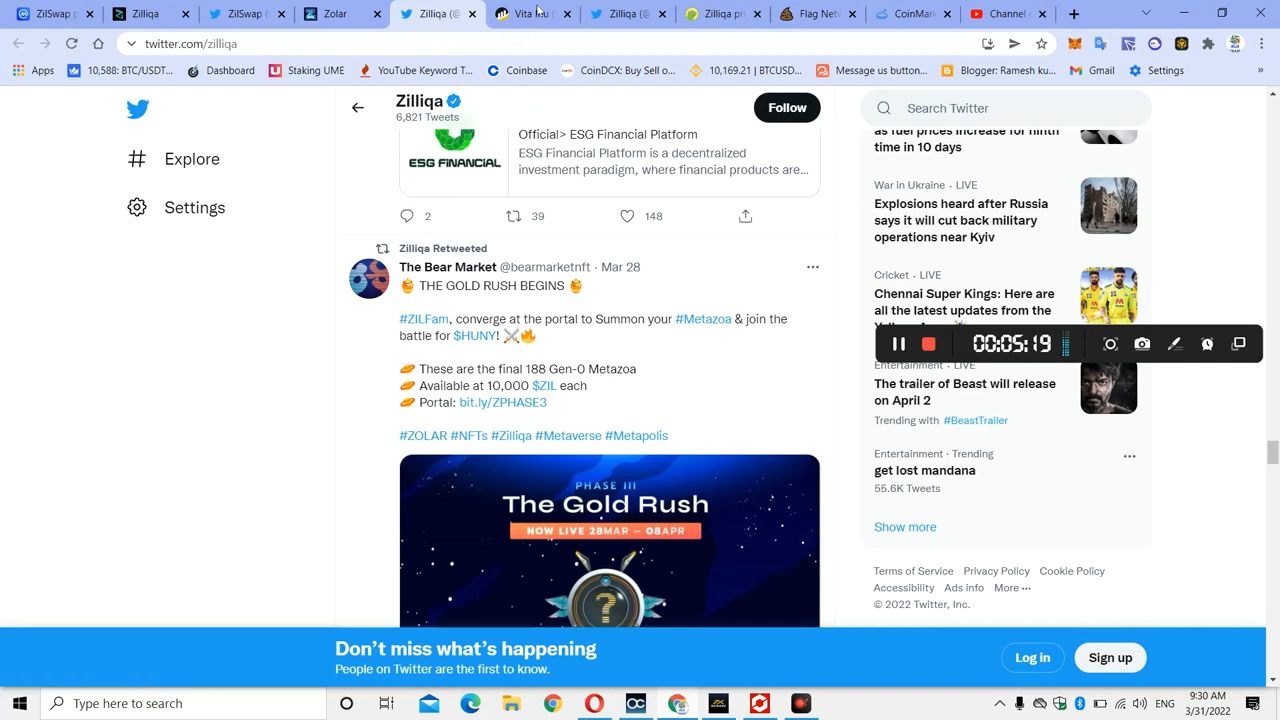 ZilSwap pri
Zilswap pric
Zilliqa (@zill
ZilSwap (Zil
Zilliqa
Flag Netw
twitter.com/zilliqa
Apps
10,588: BTC/USDT...
Dashboard
Staking UME
YouTube Keyword T...
Coinbase
CoinDCX: Buy Sell o...
10,169.21 | BTCUSD...
Message us button...
Blogger: Ramesh ku...
Gmail
Settings
»
Zilliqa
6,821 Tweets
Follow
Search Twitter
Explore
Settings
Official> ESG Financial Platform
ESG Financial Platform is a decentralized
investment paradigm, where financial products are...
ESG FINANCIAL
2
39
148
Zilliqa Retweeted
The Bear Market @bearmarketnft · Mar 28
THE GOLD RUSH BEGINS
#ZILFam, converge at the portal to Summon your #Metazoa & join the
battle for $HUNY!
These are the final 188 Gen-0 Metazoa
Available at 10,000 $ZIL each
Portal: bit.ly/ZPHASE3
#ZOLAR #NFTs #Zilliqa #Metaverse #Metapolis
PHASE III
The Gold Rush
NOW LIVE 28MAR – 08APR
?
as fuel prices increase for ninth
time in 10 days
War in Ukraine · LIVE
Explosions heard after Russia
says it will cut back military
operations near Kyiv
Cricket · LIVE
Chennai Super Kings: Here are
all the latest updates from the
00:05:19
Entertainment · LIVE
The trailer of Beast will release
on April 2
Trending with #BeastTrailer
Entertainment · Trending
get lost mandana
55.6K Tweets
Show more
Terms of Service Privacy Policy Cookie Policy
Accessibility Ads info More ···
© 2022 Twitter, Inc.
Don't miss what's happening
People on Twitter are the first to know.
Log in
Sign up
Type here to search
ENG
9:30 AM
3/31/2022